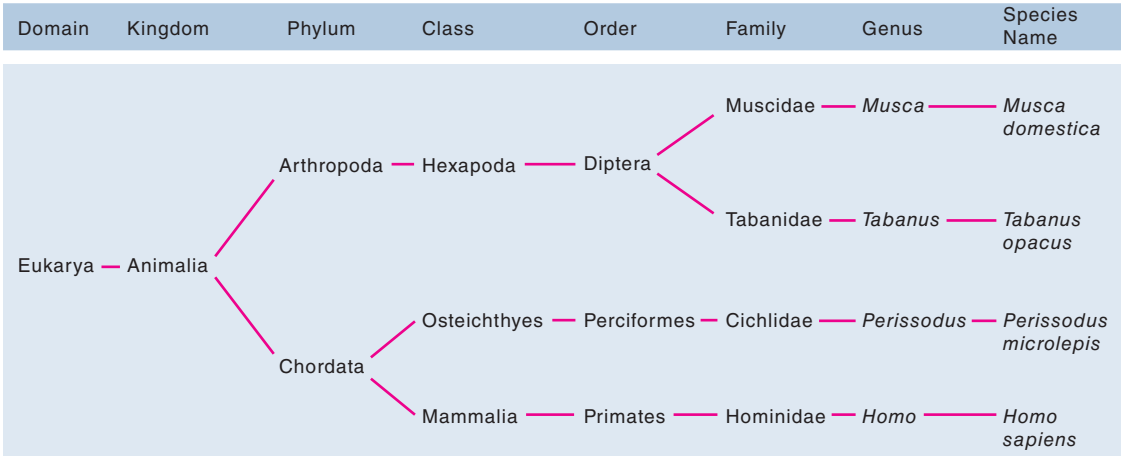 Domain Kingdom Phylum Class Order Family Genus Species
Name
Muscidae Musca Musca
domestica
Arthropoda Hexapoda Diptera
Tabanidae Tabanus Tabanus
opacus
Eukarya Animalia
Osteichthyes Perciformes Cichlidae Perissodus Perissodus
microlepis
Chordata
Mammalia Primates Hominidae Homo Homo
sapiens